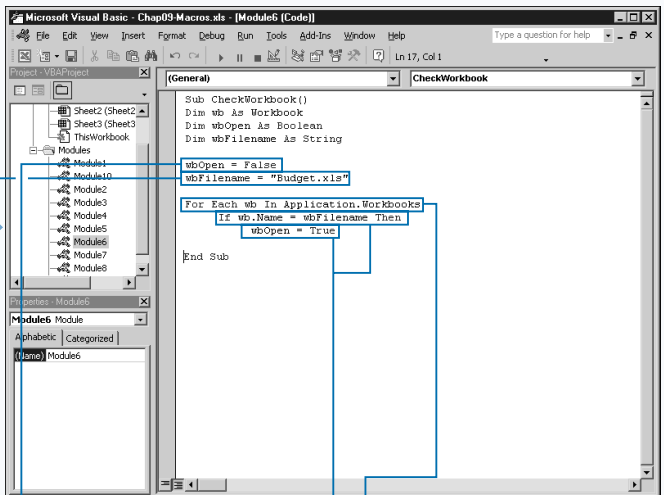 Microsoft Visual Basic - Chap09-Macros.xls - [Module6 (Code)]
File Edit View Insert Format Debug Run Tools Add-Ins Window Help
Type a question for help
Ln 17, Col 1
Project - VBAProject
Sheet2 (Sheet2
Sheet3 (Sheet3
ThisWorkbook
Modules
Module1
Module10
Module2
Module3
Module4
Module5
Module6
Module7
Module8
Properties - Module6
Module6 Module
Alphabetic Categorized
(Name) Module6
(General)
CheckWorkbook
Sub CheckWorkbook()
Dim wb As Workbook
Dim wbOpen As Boolean
Dim wbFilename As String
wbOpen = False
wbFilename = "Budget.xls"
For Each wb In Application.Workbooks
If wb.Name = wbFilename Then
wbOpen = True
End Sub